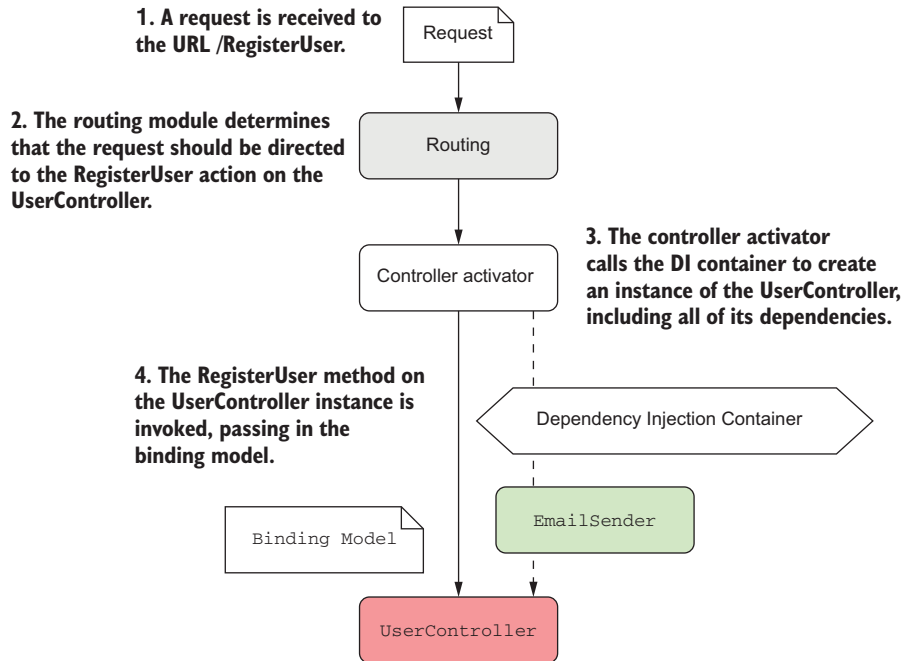 1. A request is received to
the URL /RegisterUser.
Request
2. The routing module determines
that the request should be directed
to the RegisterUser action on the
UserController.
Routing
3. The controller activator
calls the DI container to create
an instance of the UserController,
including all of its dependencies.
Controller activator
4. The RegisterUser method on
the UserController instance is
invoked, passing in the
binding model.
Dependency Injection Container
EmailSender
Binding Model
UserController